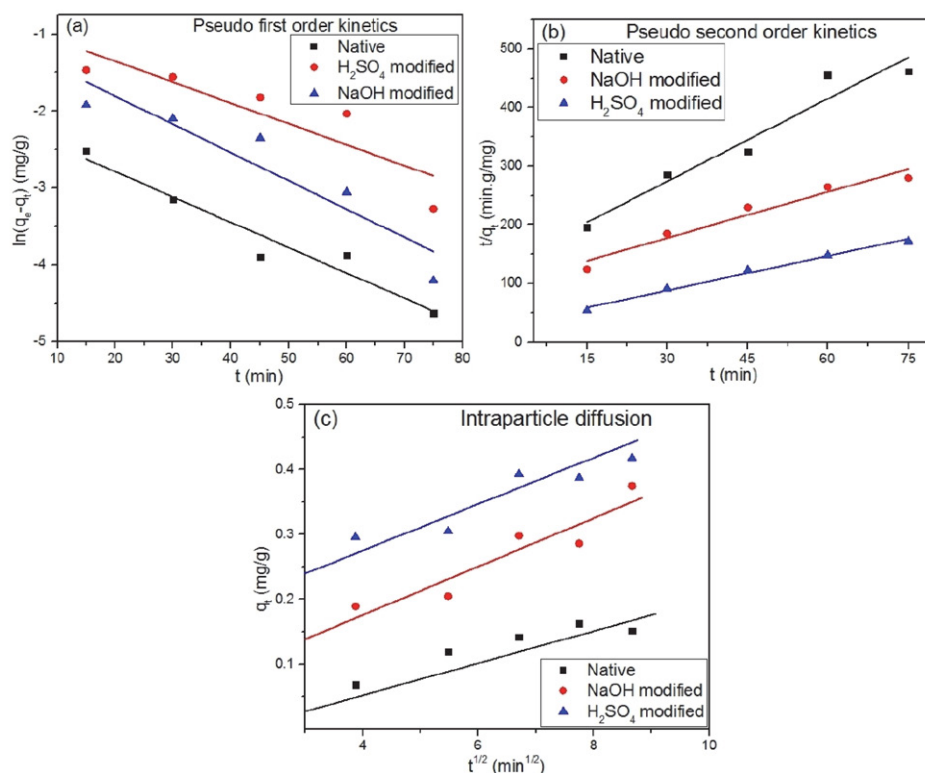 (a) Pseudo first order kinetics
Native
H₂SO₄ modified
NaOH modified
-1
-2
-3
-4
-5
ln(qₑ-qₜ) (mg/g)
10 20 30 40 50 60 70 80
t (min)
(b) Pseudo second order kinetics
Native
NaOH modified
H₂SO₄ modified
500
400
300
200
100
0
t/qₜ (min.g/mg)
15 30 45 60 75
t (min)
(c) Intraparticle diffusion
0.5
0.4
0.3
0.2
0.1
qₜ (mg/g)
Native
NaOH modified
H₂SO₄ modified
4 6 8 10
t^1/2 (min^1/2)